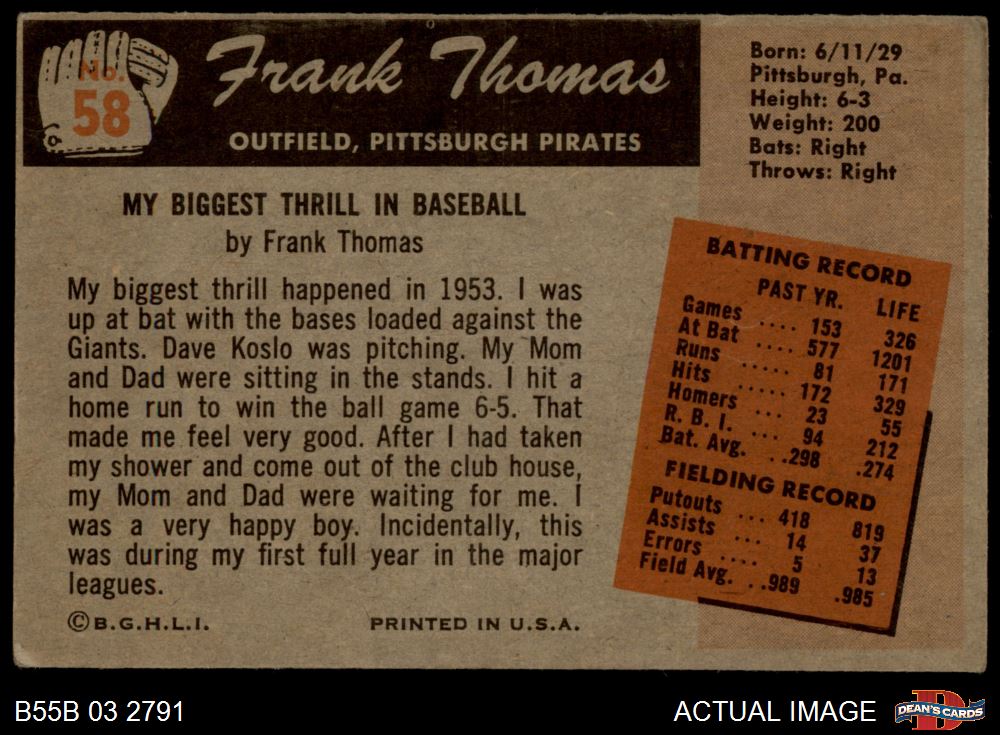 No.
58
Frank Thomas
OUTFIELD, PITTSBURGH PIRATES
Born: 6/11/29
Pittsburgh, Pa.
Height: 6-3
Weight: 200
Bats: Right
Throws: Right
MY BIGGEST THRILL IN BASEBALL
by Frank Thomas
My biggest thrill happened in 1953. I was
up at bat with the bases loaded against the
Giants. Dave Koslo was pitching. My Mom
and Dad were sitting in the stands. I hit a
home run to win the ball game 6-5. That
made me feel very good. After I had taken
my shower and come out of the club house,
my Mom and Dad were waiting for me. I
was a very happy boy. Incidentally, this
was during my first full year in the major
leagues.
© B.G.H.L.I. PRINTED IN U.S.A.
BATTING RECORD
PAST YR. LIFE
Games .... 153 326
At Bat .... 577 1201
Runs ..... 81 171
Hits ...... 172 329
Homers ... 23 55
R. B. I. ... 94 212
Bat. Avg. ..298 .274
FIELDING RECORD
Putouts ... 418 819
Assists ... 14 37
Errors .... 5 13
Field Avg. ..989 .985
B55B 03 2791 ACTUAL IMAGE DEAN'S CARDS